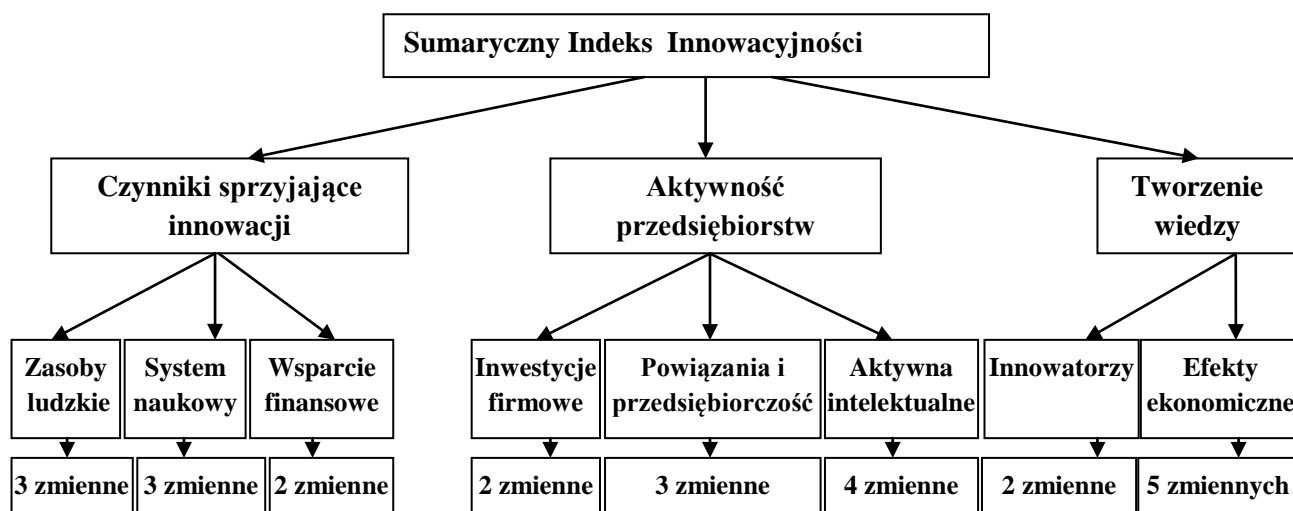 Sumaryczny Indeks Innowacyjności
Czynniki sprzyjające
innowacji
Aktywność
przedsiębiorstw
Tworzenie
wiedzy
Zasoby
ludzkie
System
naukowy
Wsparcie
finansowe
Inwestycje
firmowe
Powiązania i
przedsiębiorczość
Aktywna
intelektualne
Innowatorzy
Efekty
ekonomiczne
3 zmienne
3 zmienne
2 zmienne
2 zmienne
3 zmienne
4 zmienne
2 zmienne
5 zmiennych